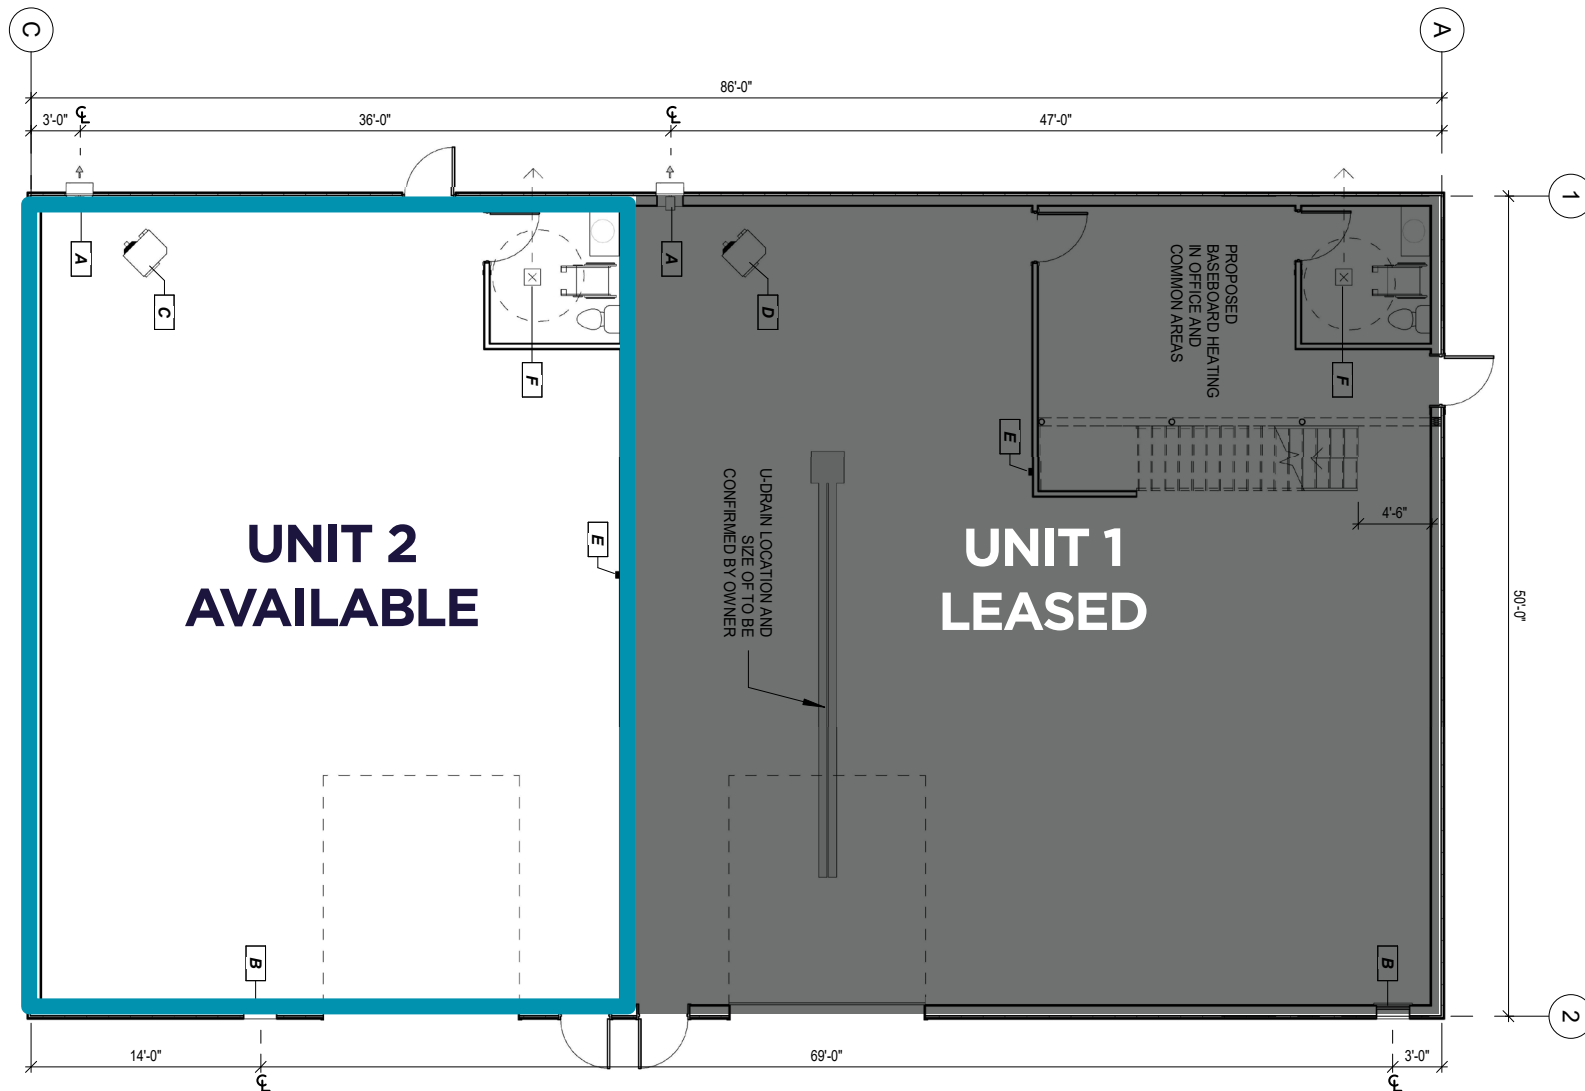 C
A
86'-0"
3'-0"
℄
36'-0"
℄
47'-0"
1
A
C
F
A
D
PROPOSED
BASEBOARD HEATING
IN OFFICE AND
COMMON AREAS
F
E
4'-6"
U-DRAIN LOCATION AND
SIZE OF TO BE
CONFIRMED BY OWNER
UNIT 2
AVAILABLE
E
UNIT 1
LEASED
50'-0"
B
B
2
14'-0"
℄
69'-0"
℄
3'-0"